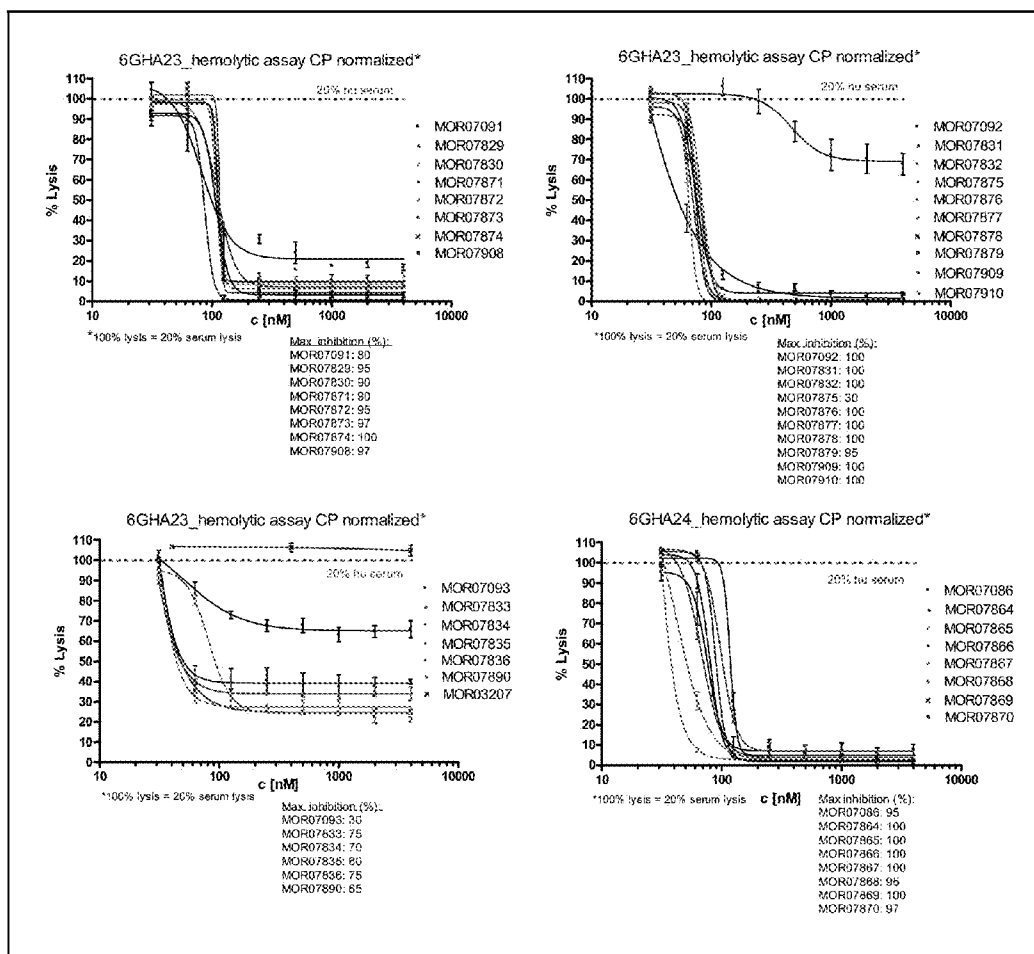 6GHA23_hemolytic assay CP normalized*
110
100
90
80
70
60
50
40
30
20
10
0
% Lysis
20% hu serum
MOR07091
MOR07829
MOR07830
MOR07871
MOR07872
MOR07873
MOR07874
MOR07908
10
100
1000
10000
c [nM]
*100% lysis = 20% serum lysis
Max. inhibition (%):
MOR07091: 80
MOR07829: 95
MOR07830: 90
MOR07871: 90
MOR07872: 95
MOR07873: 97
MOR07874: 100
MOR07908: 97
6GHA23_hemolytic assay CP normalized*
110
100
90
80
70
60
50
40
30
20
10
0
% Lysis
20% hu serum
MOR07092
MOR07831
MOR07832
MOR07875
MOR07876
MOR07877
MOR07878
MOR07879
MOR07909
MOR07910
10
100
1000
10000
c [nM]
*100% lysis = 20% serum lysis
Max. inhibition (%):
MOR07092: 100
MOR07831: 100
MOR07832: 100
MOR07875: 30
MOR07876: 100
MOR07877: 100
MOR07878: 100
MOR07879: 95
MOR07909: 100
MOR07910: 100
6GHA23_hemolytic assay CP normalized*
110
100
90
80
70
60
50
40
30
20
10
0
% Lysis
20% hu serum
MOR07093
MOR07833
MOR07834
MOR07835
MOR07836
MOR07890
MOR03207
10
100
1000
10000
c [nM]
*100% lysis = 20% serum lysis
Max. inhibition (%):
MOR07093: 30
MOR07833: 75
MOR07834: 70
MOR07835: 60
MOR07836: 75
MOR07890: 65
6GHA24_hemolytic assay CP normalized*
110
100
90
80
70
60
50
40
30
20
10
0
% Lysis
20% hu serum
MOR07086
MOR07864
MOR07865
MOR07866
MOR07867
MOR07868
MOR07869
MOR07870
10
100
1000
10000
*100% lysis = 20% serum lysis
c [nM]
Max inhibition (%):
MOR07086: 95
MOR07864: 100
MOR07865: 100
MOR07866: 100
MOR07867: 100
MOR07868: 95
MOR07869: 100
MOR07870: 97